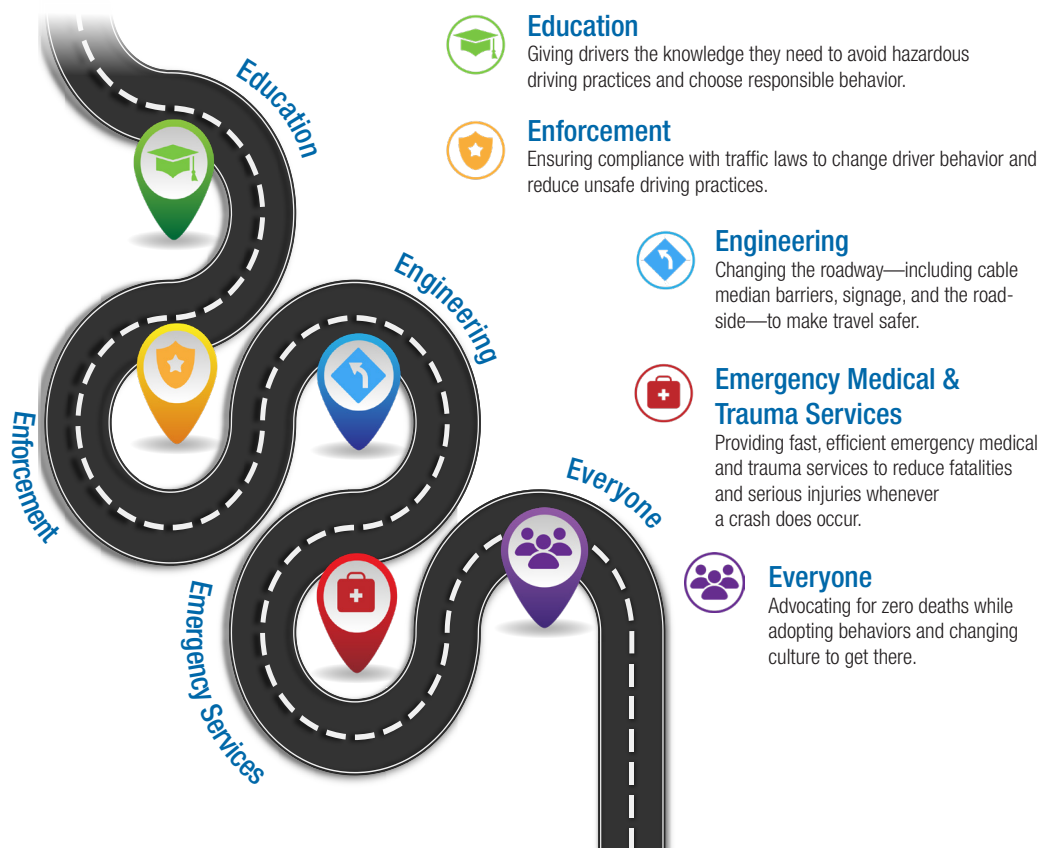 Education
Giving drivers the knowledge they need to avoid hazardous
driving practices and choose responsible behavior.
Enforcement
Ensuring compliance with traffic laws to change driver behavior and
reduce unsafe driving practices.
Engineering
Changing the roadway—including cable
median barriers, signage, and the road-
side—to make travel safer.
Emergency Medical &
Trauma Services
Providing fast, efficient emergency medical
and trauma services to reduce fatalities
and serious injuries whenever
a crash does occur.
Everyone
Advocating for zero deaths while
adopting behaviors and changing
culture to get there.
Education
Engineering
Enforcement
Everyone
Emergency Services